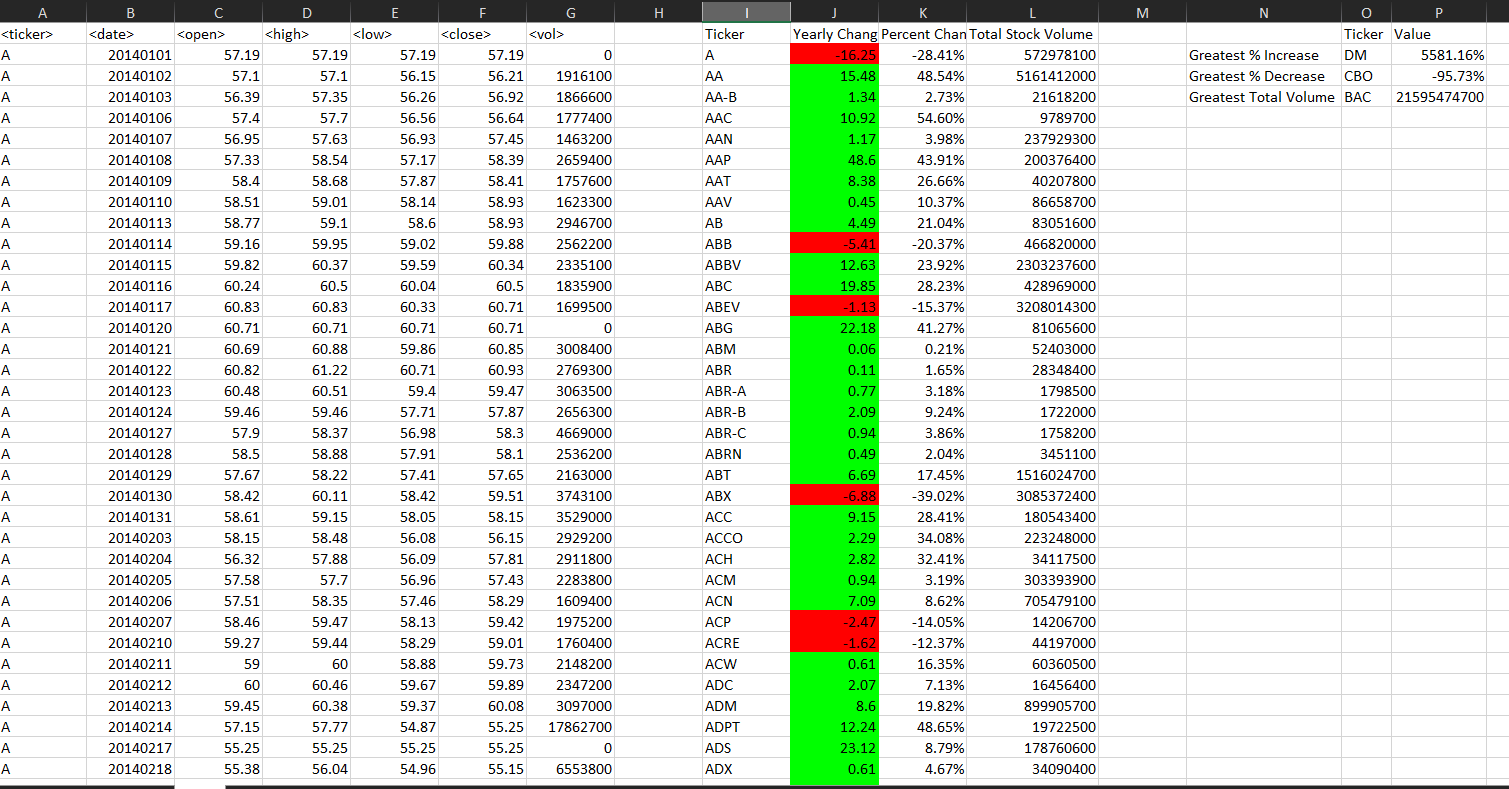 A B C D E F G H I J K L M N O P
<ticker> <date> <open> <high> <low> <close> <vol> Ticker Yearly Chang Percent Chan Total Stock Volume Ticker Value
A 20140101 57.19 57.19 57.19 57.19 0 A -16.25 -28.41% 572978100 Greatest % Increase DM 5581.16%
A 20140102 57.1 57.1 56.15 56.21 1916100 AA 15.48 48.54% 5161412000 Greatest % Decrease CBO -95.73%
A 20140103 56.39 57.35 56.26 56.92 1866600 AA-B 1.34 2.73% 21618200 Greatest Total Volume BAC 21595474700
A 20140106 57.4 57.7 56.56 56.64 1777400 AAC 10.92 54.60% 9789700
A 20140107 56.95 57.63 56.93 57.45 1463200 AAN 1.17 3.98% 237929300
A 20140108 57.33 58.54 57.17 58.39 2659400 AAP 48.6 43.91% 200376400
A 20140109 58.4 58.68 57.87 58.41 1757600 AAT 8.38 26.66% 40207800
A 20140110 58.51 59.01 58.14 58.93 1623300 AAV 0.45 10.37% 86658700
A 20140113 58.77 59.1 58.6 58.93 2946700 AB 4.49 21.04% 83051600
A 20140114 59.16 59.95 59.02 59.88 2562200 ABB -5.41 -20.37% 466820000
A 20140115 59.82 60.37 59.59 60.34 2335100 ABBV 12.63 23.92% 2303237600
A 20140116 60.24 60.5 60.04 60.5 1835900 ABC 19.85 28.23% 428969000
A 20140117 60.83 60.83 60.33 60.71 1699500 ABEV -1.13 -15.37% 3208014300
A 20140120 60.71 60.71 60.71 60.71 0 ABG 22.18 41.27% 81065600
A 20140121 60.69 60.88 59.86 60.85 3008400 ABM 0.06 0.21% 52403000
A 20140122 60.82 61.22 60.71 60.93 2769300 ABR 0.11 1.65% 28348400
A 20140123 60.48 60.51 59.4 59.47 3063500 ABR-A 0.77 3.18% 1798500
A 20140124 59.46 59.46 57.71 57.87 2656300 ABR-B 2.09 9.24% 1722000
A 20140127 57.9 58.37 56.98 58.3 4669000 ABR-C 0.94 3.86% 1758200
A 20140128 58.5 58.88 57.91 58.1 2536200 ABRN 0.49 2.04% 3451100
A 20140129 57.67 58.22 57.41 57.65 2163000 ABT 6.69 17.45% 1516024700
A 20140130 58.42 60.11 58.42 59.51 3743100 ABX -6.88 -39.02% 3085372400
A 20140131 58.61 59.15 58.05 58.15 3529000 ACC 9.15 28.41% 180543400
A 20140203 58.15 58.48 56.08 56.15 2929200 ACCO 2.29 34.08% 223248000
A 20140204 56.32 57.88 56.09 57.81 2911800 ACH 2.82 32.41% 34117500
A 20140205 57.58 57.7 56.96 57.43 2283800 ACM 0.94 3.19% 303393900
A 20140206 57.51 58.35 57.46 58.29 1609400 ACN 7.09 8.62% 705479100
A 20140207 58.46 59.47 58.13 59.42 1975200 ACP -2.47 -14.05% 14206700
A 20140210 59.27 59.44 58.29 59.01 1760400 ACRE -1.62 -12.37% 44197000
A 20140211 59 60 58.88 59.73 2148200 ACW 0.61 16.35% 60360500
A 20140212 60 60.46 59.67 59.89 2347200 ADC 2.07 7.13% 16456400
A 20140213 59.45 60.38 59.37 60.08 3097000 ADM 8.6 19.82% 899905700
A 20140214 57.15 57.77 54.87 55.25 17862700 ADPT 12.24 48.65% 19722500
A 20140217 55.25 55.25 55.25 55.25 0 ADS 23.12 8.79% 178760600
A 20140218 55.38 56.04 54.96 55.15 6553800 ADX 0.61 4.67% 34090400